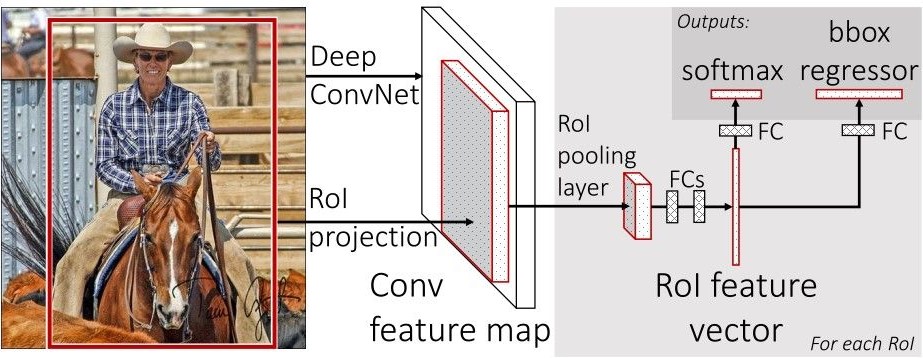 Deep
ConvNet
RoI
projection
Conv
feature map
RoI
pooling
layer
FCs
Outputs:
softmax
bbox
regressor
FC
FC
RoI feature
vector
For each RoI